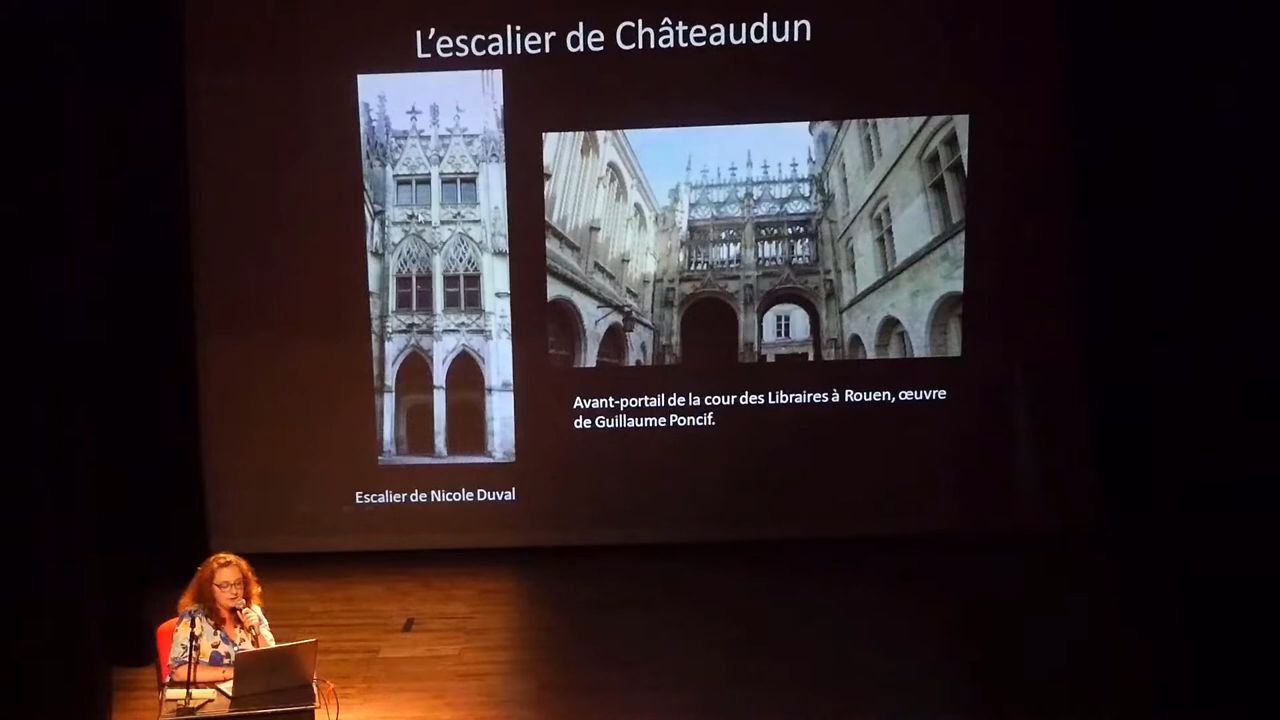 L'escalier de Châteaudun
Avant-portail de la cour des Libraires à Rouen, œuvre
de Guillaume Poncif.
Escalier de Nicole Duval